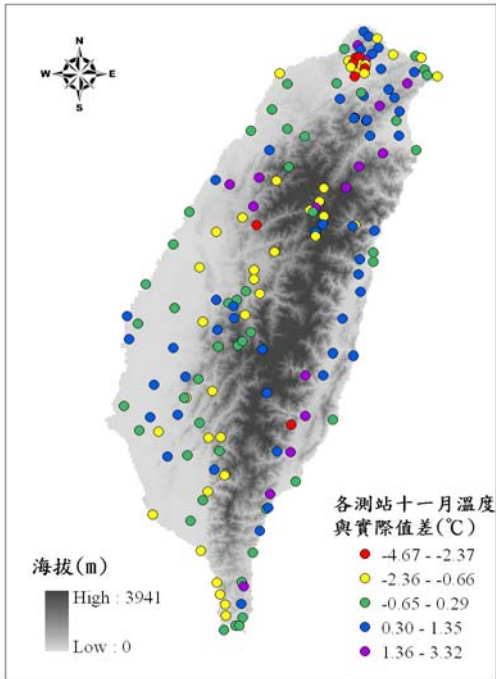 N
W E
S
各測站十一月溫度
與實際值差(℃)
-4.67 - -2.37
-2.36 - -0.66
-0.65 - 0.29
0.30 - 1.35
1.36 - 3.32
海拔(m)
High : 3941
Low : 0